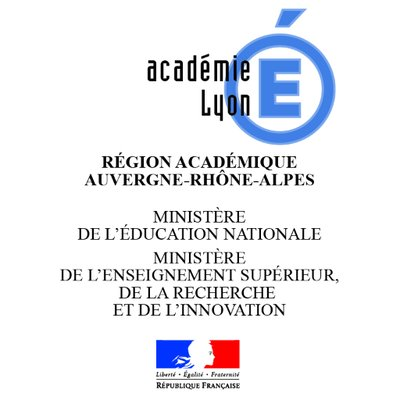 académie
Lyon
É
RÉGION ACADÉMIQUE
AUVERGNE-RHÔNE-ALPES
MINISTÈRE
DE L'ÉDUCATION NATIONALE
MINISTÈRE
DE L'ENSEIGNEMENT SUPÉRIEUR,
DE LA RECHERCHE
ET DE L'INNOVATION
Liberté • Égalité • Fraternité
RÉPUBLIQUE FRANÇAISE